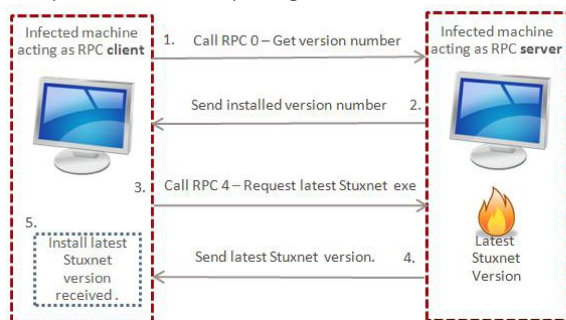 Infected machine
acting as RPC client
1. Call RPC 0 – Get version number
Infected machine
acting as RPC server
Send installed version number 2.
3. Call RPC 4 – Request latest Stuxnet exe
5.
Install latest
Stuxnet
version
received .
Send latest Stuxnet version. 4.
Latest
Stuxnet
Version